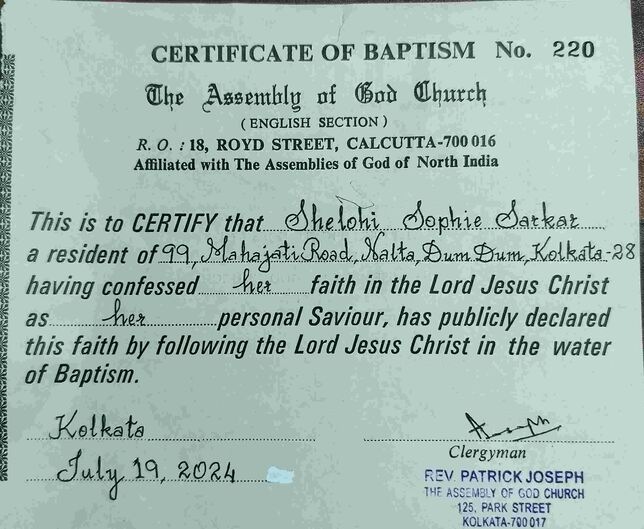 CERTIFICATE OF BAPTISM No. 220
The Assembly of God Church
( ENGLISH SECTION )
R. O. : 18, ROYD STREET, CALCUTTA-700 016
Affiliated with The Assemblies of God of North India
This is to CERTIFY that Shelohi Sophie Sarkar
a resident of 99, Mahajati Road, Nalta, Dum Dum, Kolkata-28
having confessed her faith in the Lord Jesus Christ
as her personal Saviour, has publicly declared
this faith by following the Lord Jesus Christ in the water
of Baptism.
Kolkata
July 19, 2024
Clergyman
REV. PATRICK JOSEPH
THE ASSEMBLY OF GOD CHURCH
125, PARK STREET
KOLKATA-700 017